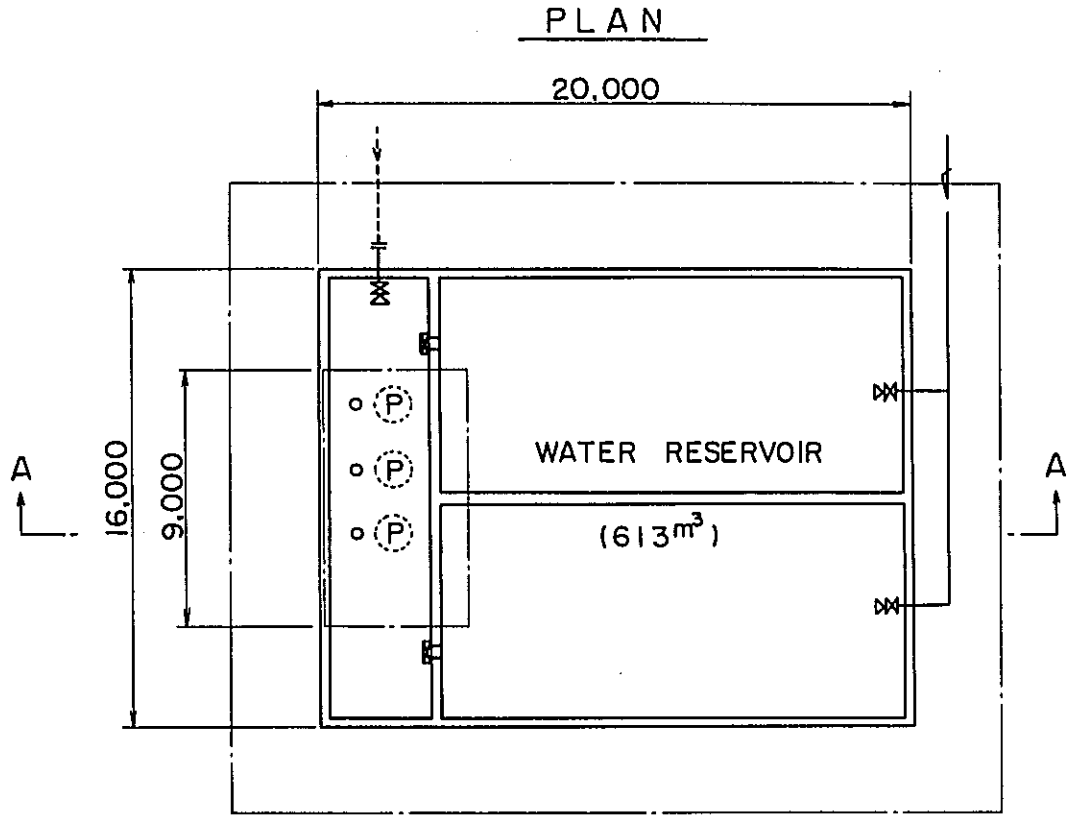 PLAN
20,000
16,000
9,000
P
P
P
WATER RESERVOIR
(613m³)
A
A